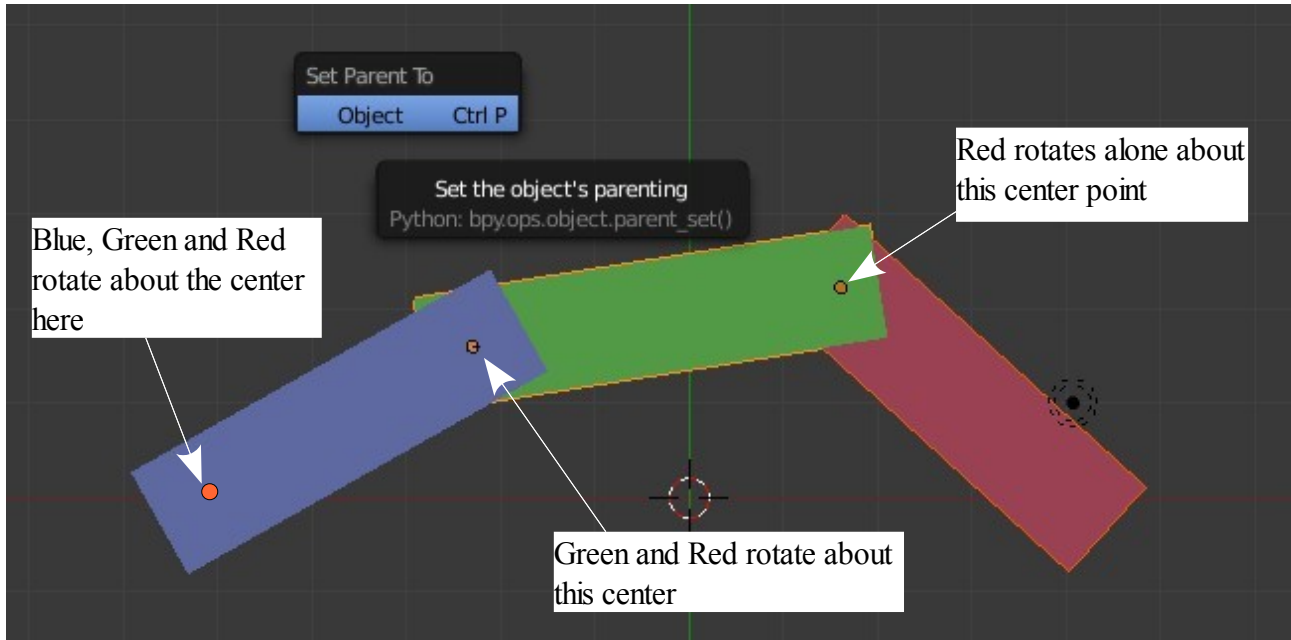 Set Parent To
Object Ctrl P
Set the object's parenting
Python: bpy.ops.object.parent_set()
Red rotates alone about
this center point
Blue, Green and Red
rotate about the center
here
Green and Red rotate about
this center